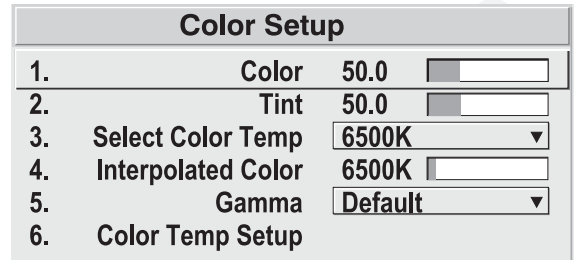 Color Setup
1. Color 50.0
2. Tint 50.0
3. Select Color Temp 6500K
4. Interpolated Color 6500K
5. Gamma Default
6. Color Temp Setup